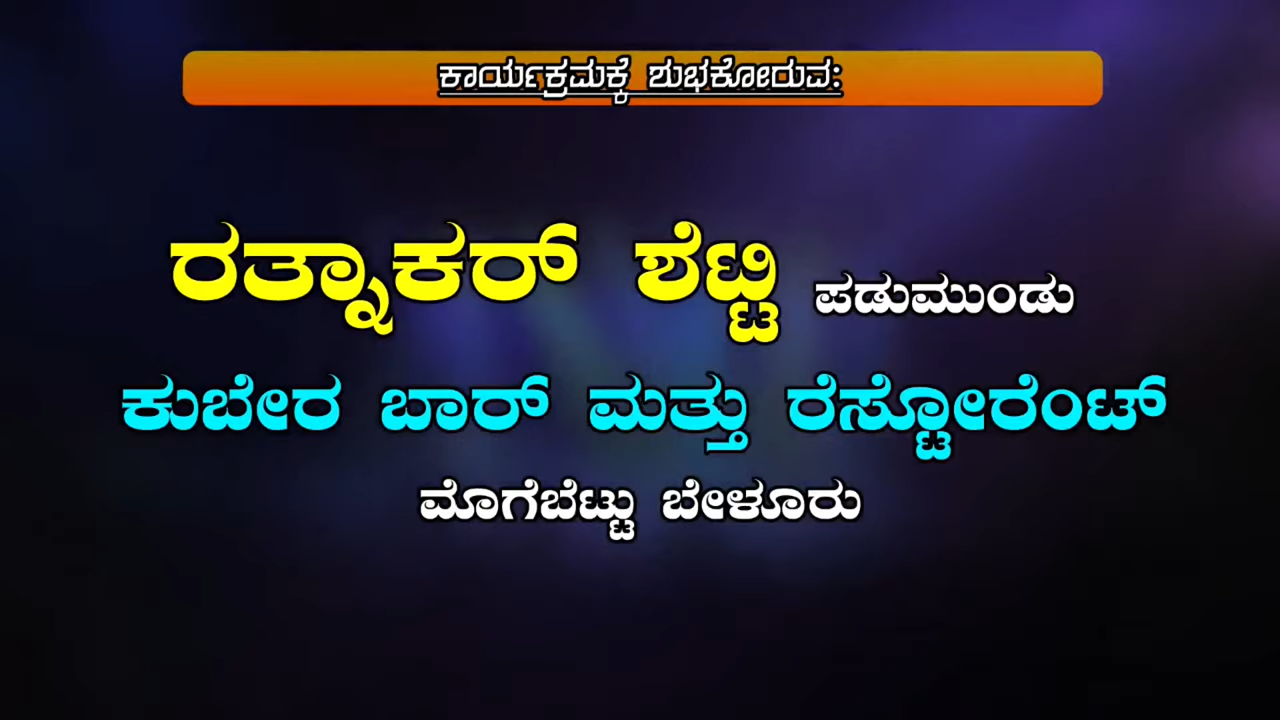 ಕಾರ್ಯಕ್ರಮಕ್ಕೆ ಶುಭಕೋರುವ:
ರತ್ನಾಕರ್ ಶೆಟ್ಟಿ ಪಡುಮುಂಡು
ಕುಬೇರ ಬಾರ್ ಮತ್ತು ರೆಸ್ಟೋರೆಂಟ್
ಮೊಗೆಬೆಟ್ಟು ಬೇಳೂರು